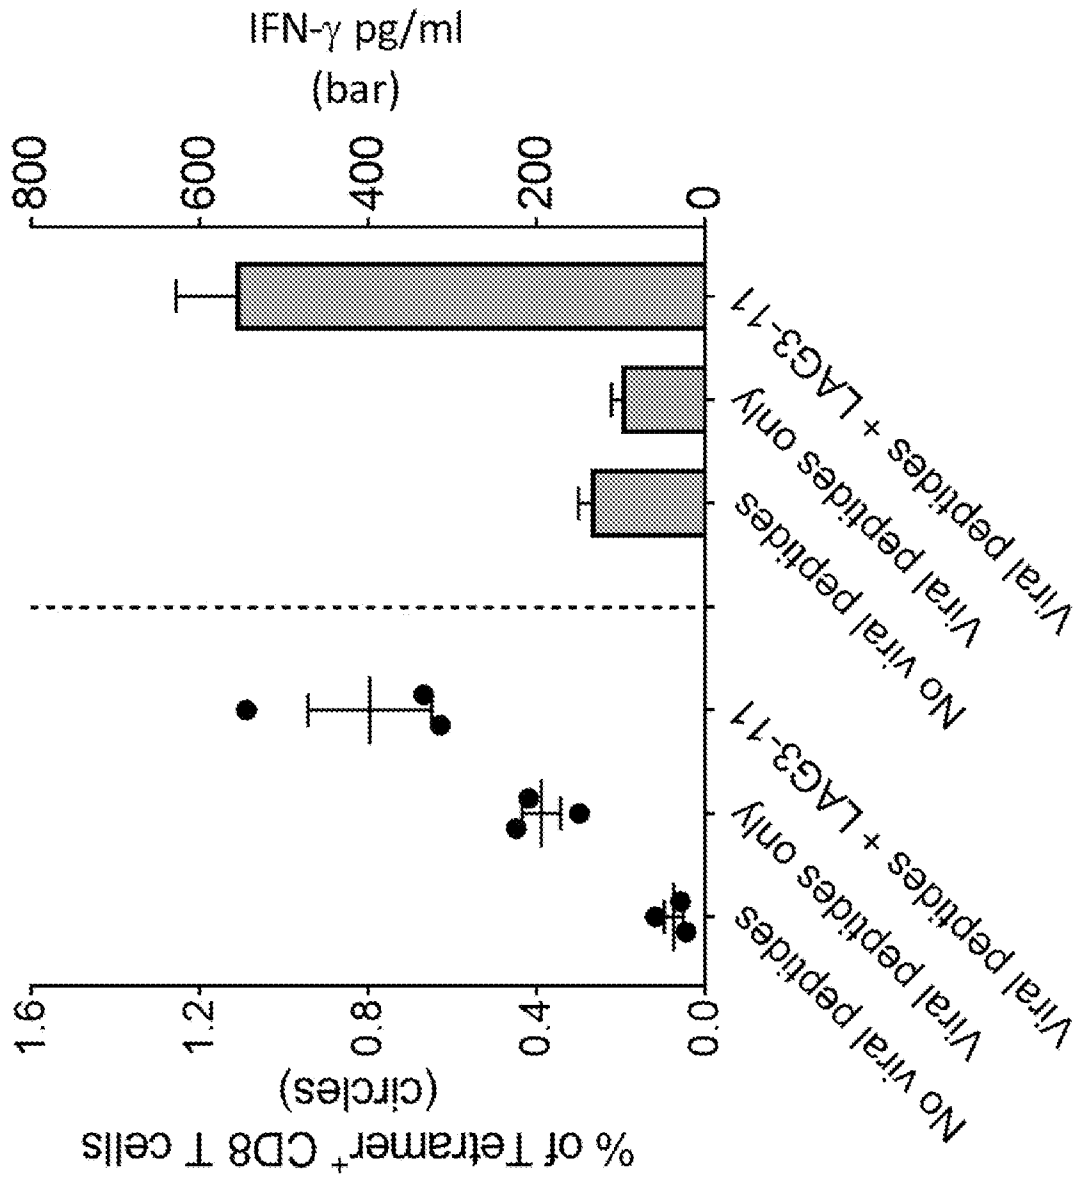 % of Tetramer⁺ CD8 T cells
(circles)
1.6
1.2
0.8
0.4
0.0
No viral peptides
Viral peptides only
Viral peptides + LAG3-11
No viral peptides
Viral peptides only
Viral peptides + LAG3-11
800
600
400
200
0
IFN-γ pg/ml
(bar)